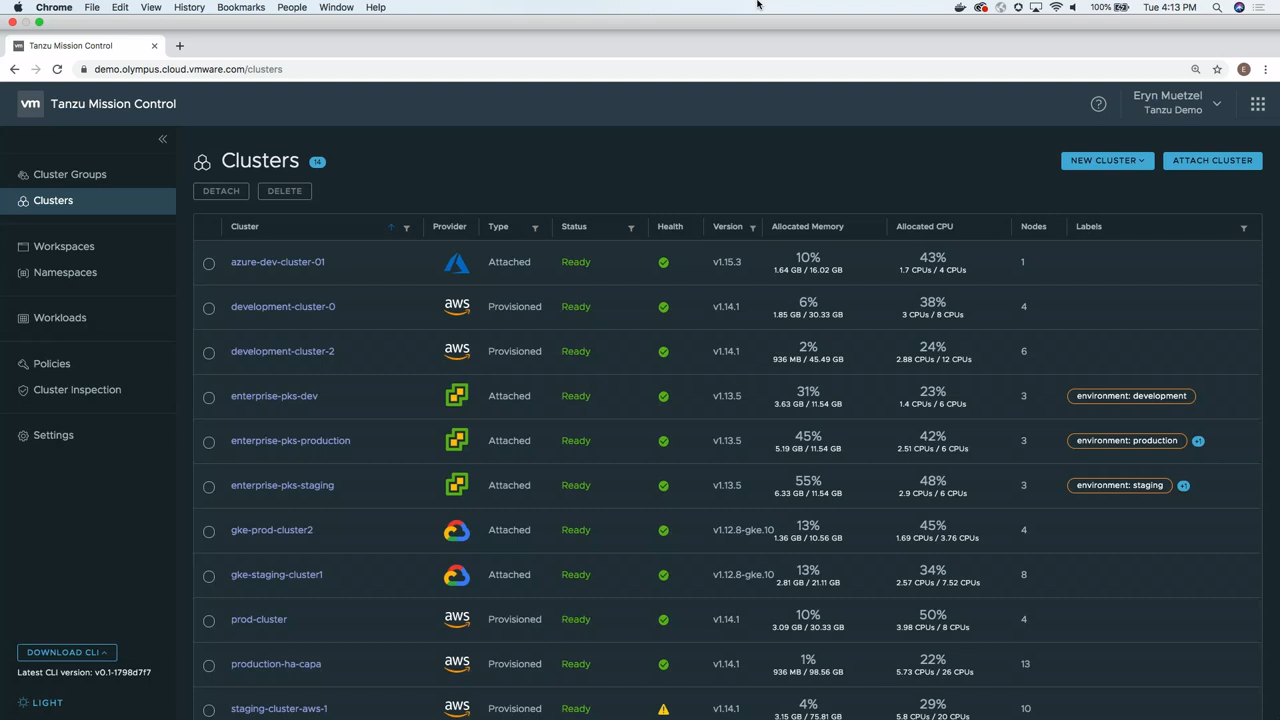 Chrome File Edit View History Bookmarks People Window Help 100% Tue 4:13 PM
vm Tanzu Mission Control
demo.olympus.cloud.vmware.com/clusters E
vm Tanzu Mission Control
? Eryn Muetzel
Tanzu Demo
Cluster Groups
Clusters
Workspaces
Namespaces
Workloads
Policies
Cluster Inspection
Settings
DOWNLOAD CLI
Latest CLI version: v0.1-1798d7f7
LIGHT
Clusters 14
NEW CLUSTER ATTACH CLUSTER
DETACH DELETE
Cluster Provider Type Status Health Version Allocated Memory Allocated CPU Nodes Labels
azure-dev-cluster-01 Attached Ready v1.15.3 10% 43% 1
1.64 GB / 16.02 GB 1.7 CPUs / 4 CPUs
development-cluster-0 aws Provisioned Ready v1.14.1 6% 38% 4
1.85 GB / 30.33 GB 3 CPUs / 8 CPUs
development-cluster-2 aws Provisioned Ready v1.14.1 2% 24% 6
936 MB / 45.49 GB 2.88 CPUs / 12 CPUs
enterprise-pks-dev Attached Ready v1.13.5 31% 23% 3 environment: development
3.63 GB / 11.54 GB 1.4 CPUs / 6 CPUs
enterprise-pks-production Attached Ready v1.13.5 45% 42% 3 environment: production +1
5.19 GB / 11.54 GB 2.51 CPUs / 6 CPUs
enterprise-pks-staging Attached Ready v1.13.5 55% 48% 3 environment: staging +1
6.33 GB / 11.54 GB 2.9 CPUs / 6 CPUs
gke-prod-cluster2 Attached Ready v1.12.8-gke.10 13% 45% 4
1.36 GB / 10.56 GB 1.69 CPUs / 3.76 CPUs
gke-staging-cluster1 Attached Ready v1.12.8-gke.10 13% 34% 8
2.81 GB / 21.11 GB 2.57 CPUs / 7.52 CPUs
prod-cluster aws Provisioned Ready v1.14.1 10% 50% 4
3.09 GB / 30.33 GB 3.98 CPUs / 8 CPUs
production-ha-capa aws Provisioned Ready v1.14.1 1% 22% 13
936 MB / 98.56 GB 5.73 CPUs / 26 CPUs
staging-cluster-aws-1 aws Provisioned Ready v1.14.1 4% 29% 10
3.15 GB / 75.81 GB 5.8 CPUs / 20 CPUs